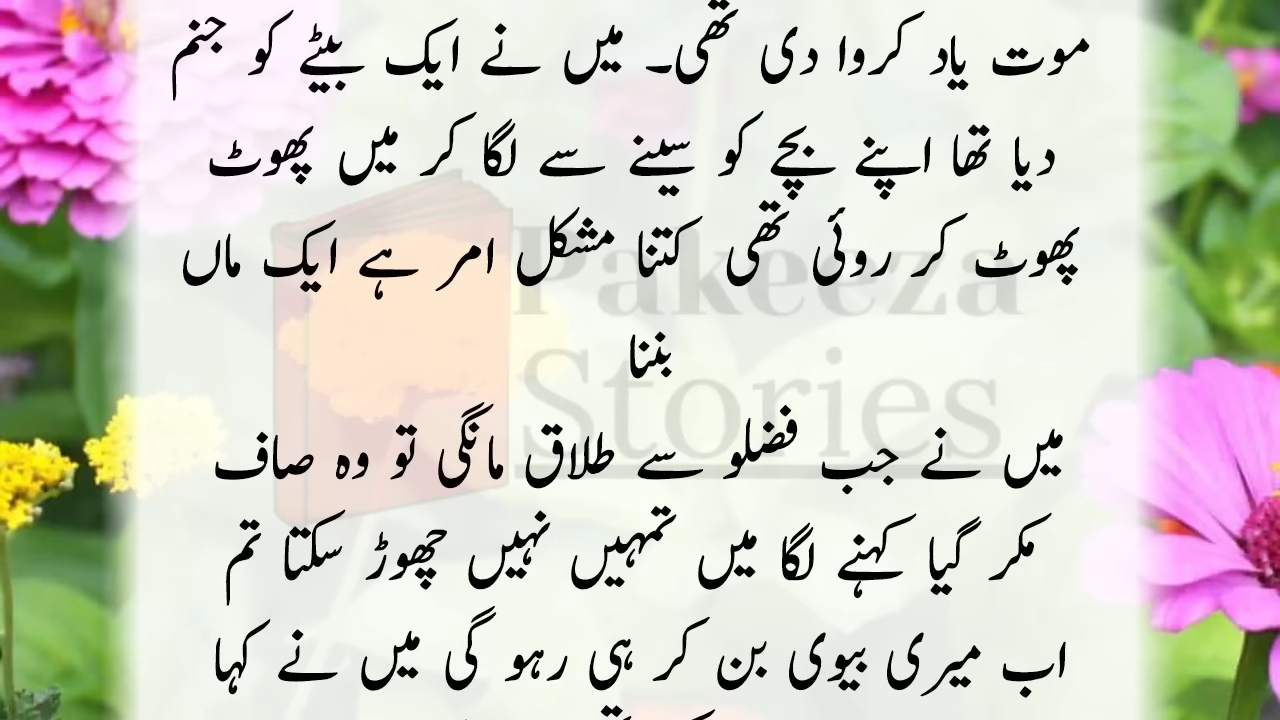 موت یاد کروا دی تھی۔ میں نے ایک بیٹے کو جنم
دیا تھا اپنے بچے کو سینے سے لگا کر میں پھوٹ
پھوٹ کر روئی تھی کتنا مشکل امر ہے ایک ماں
بننا
میں نے جب فضلو سے طلاق مانگی تو وہ صاف
مکر گیا کہنے لگا میں تمہیں نہیں چھوڑ سکتا تم
اب میری بیوی بن کر ہی رہو گی میں نے کہا
Pakeeza
Stories